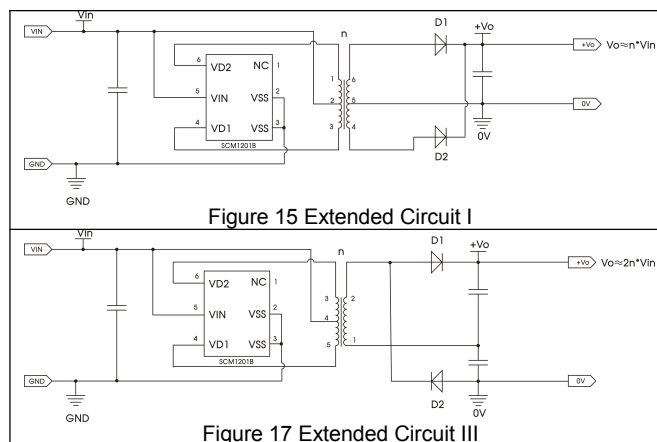 Vin
VIN
n
D1
+Vo
+Vo
Vo≈n*Vin
6
VD2
NC
1
1
6
5
VIN
VSS
2
2
5
0V
4
VD1
VSS
3
3
4
SCM1201B
D2
0V
GND
GND
Figure 15 Extended Circuit I
Vin
VIN
n
D1
+Vo
+Vo
Vo≈2n*Vin
6
VD2
NC
1
3
2
5
VIN
VSS
2
4
4
VD1
VSS
3
5
1
SCM1201B
GND
0V
D2
0V
GND
Figure 17 Extended Circuit III